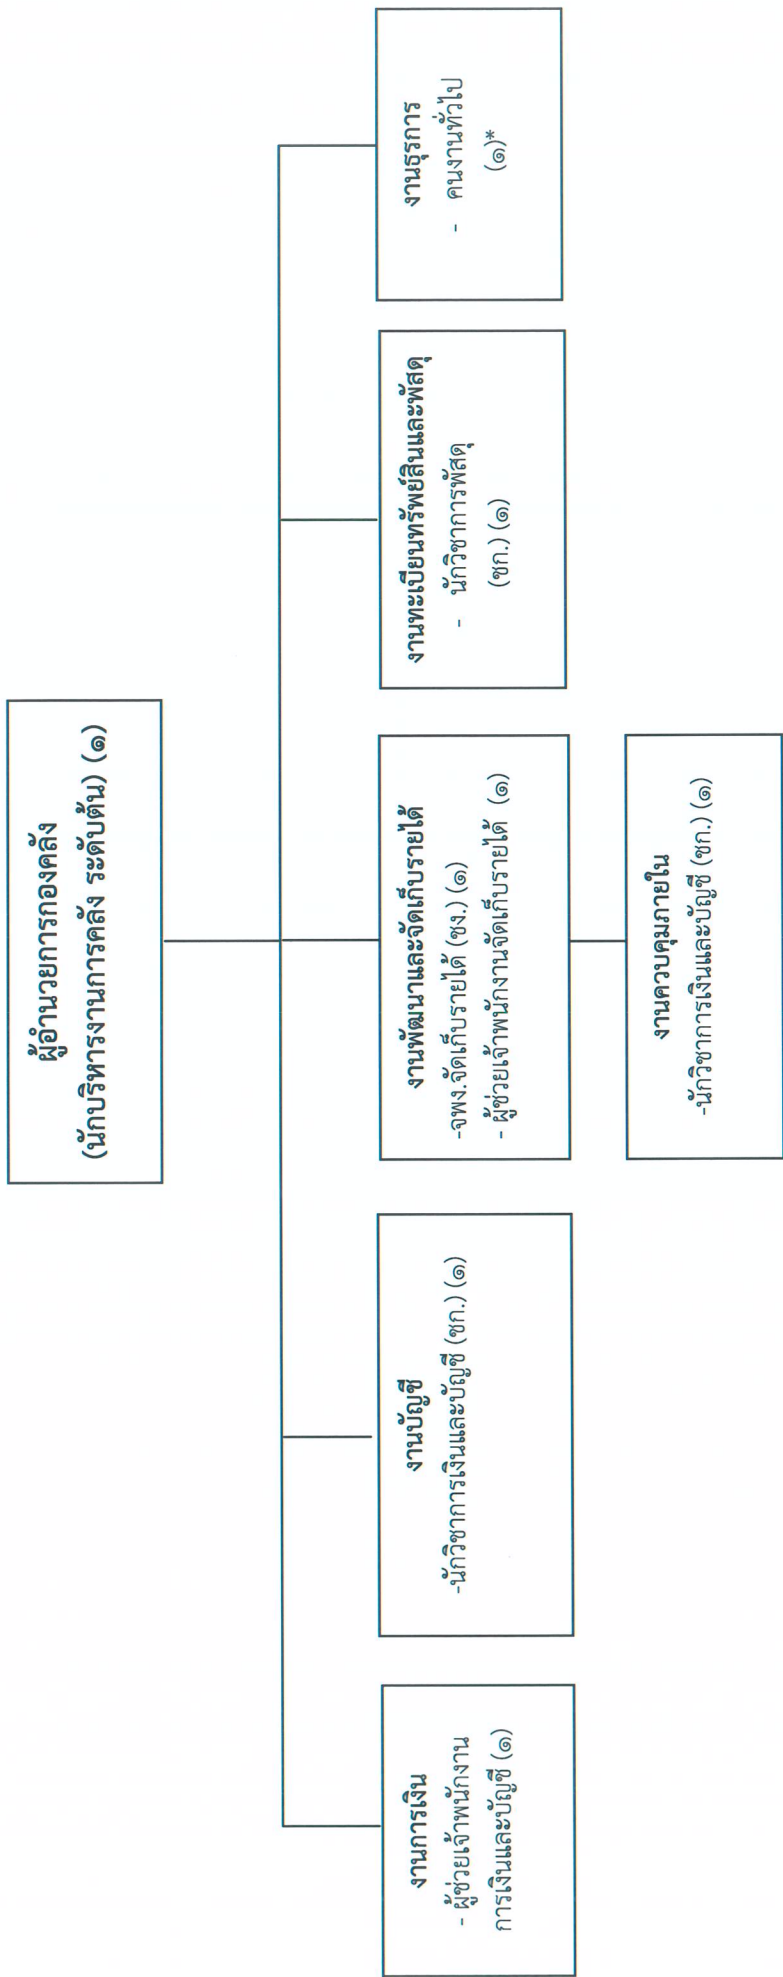 ผู้อำนวยการกองคลัง
(นักบริหารงานการคลัง ระดับต้น) (๑)
งานการเงิน
- ผู้ช่วยเจ้าพนักงาน
การเงินและบัญชี (๑)
งานบัญชี
-นักวิชาการเงินและบัญชี (ชก.) (๑)
งานพัฒนาและจัดเก็บรายได้
-จพง.จัดเก็บรายได้ (ชง.) (๑)
- ผู้ช่วยเจ้าพนักงานจัดเก็บรายได้ (๑)
งานทะเบียนทรัพย์สินและพัสดุ
- นักวิชาการพัสดุ
(ชก.) (๑)
งานธุรการ
- คนงานทั่วไป
(๑)*
งานควบคุมภายใน
-นักวิชาการเงินและบัญชี (ชก.) (๑)